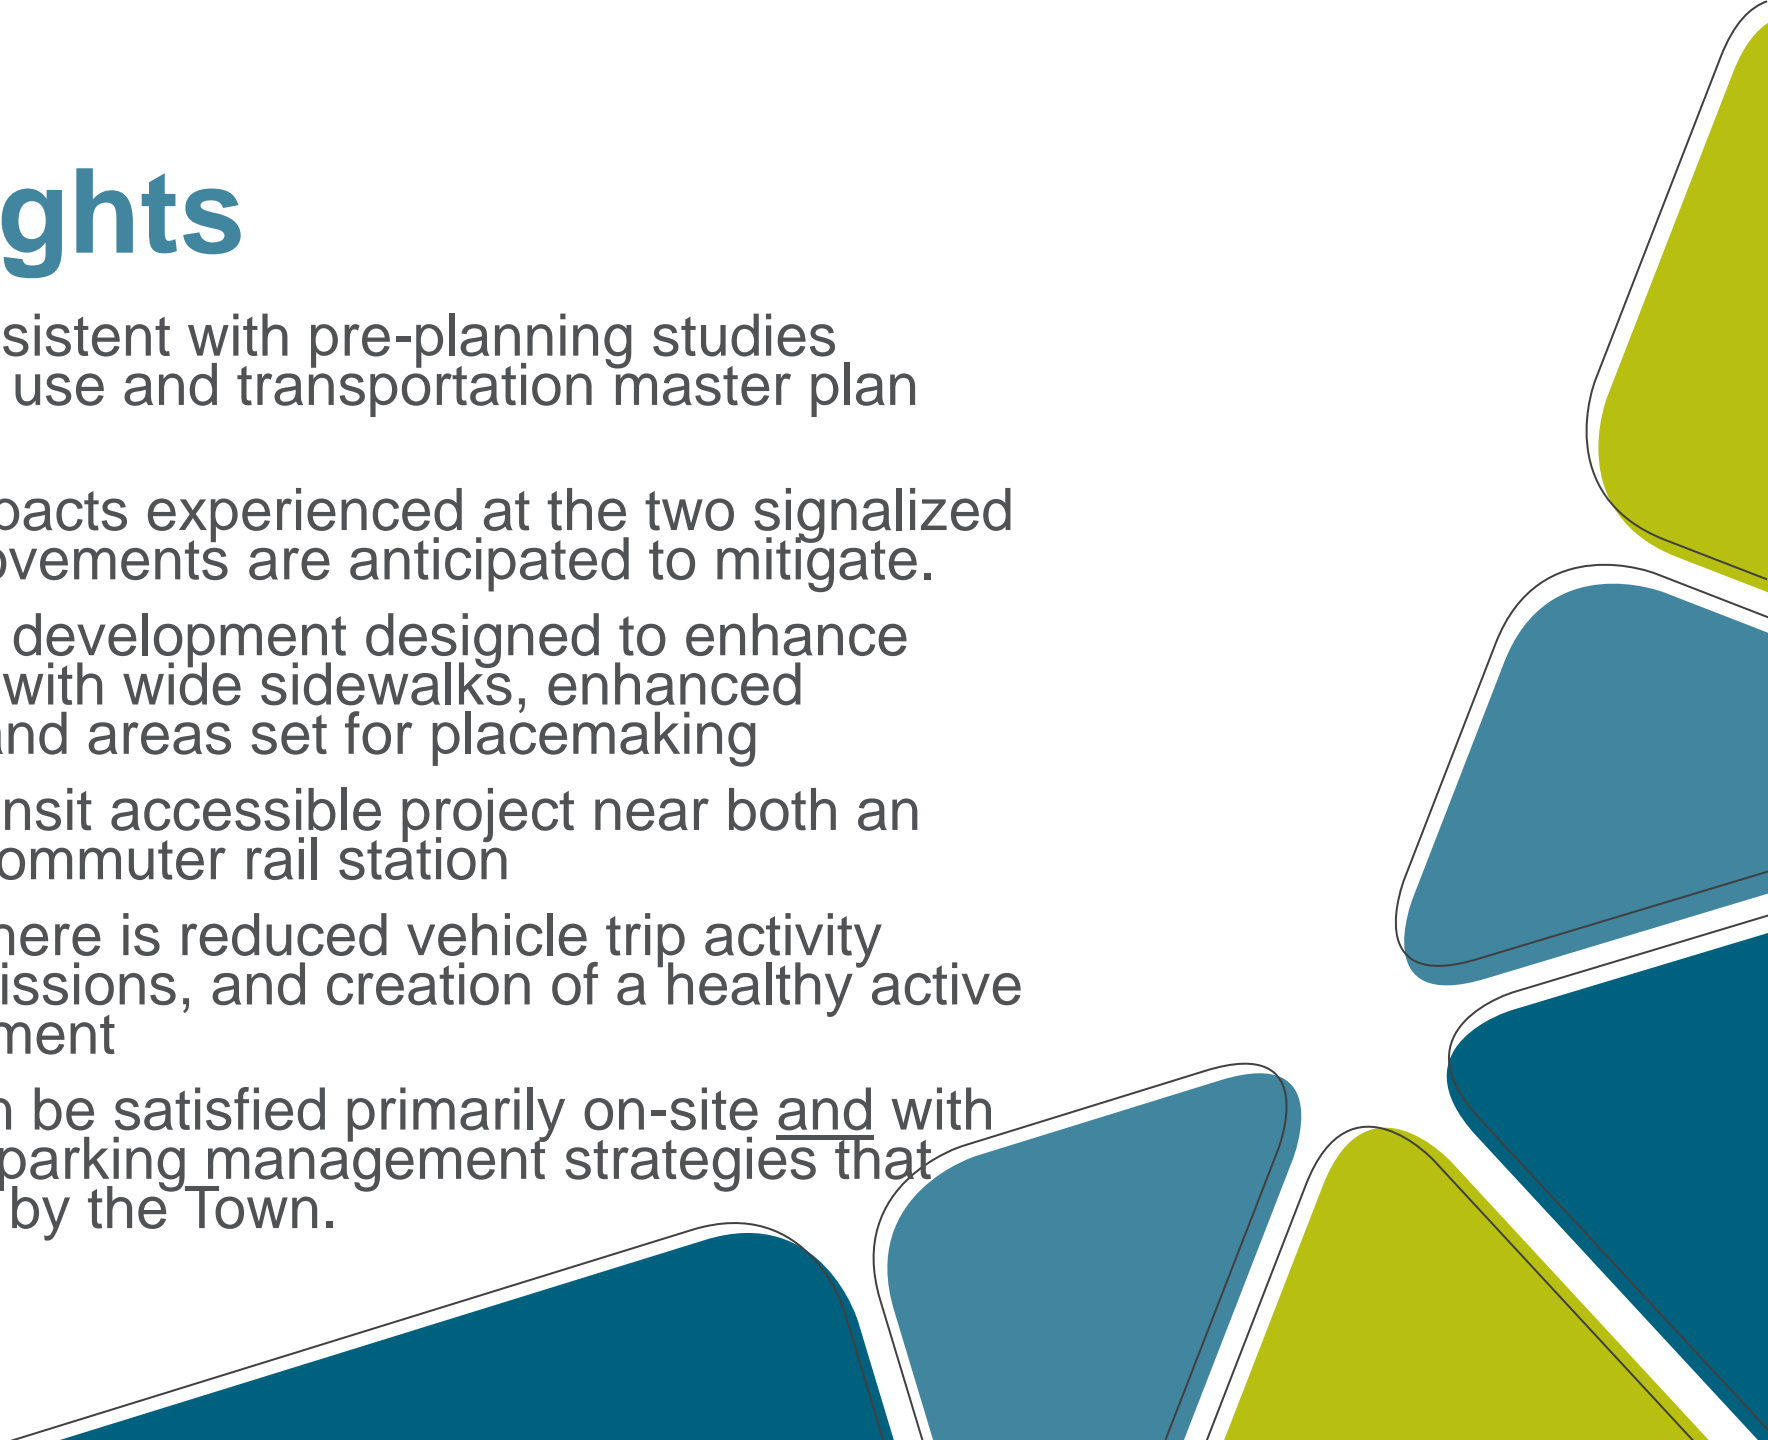 ghts
sistent with pre-planning studies
use and transportation master plan
pacts experienced at the two signalized
ovements are anticipated to mitigate.
development designed to enhance
with wide sidewalks, enhanced
and areas set for placemaking
nsit accessible project near both an
ommuter rail station
here is reduced vehicle trip activity
issions, and creation of a healthy active
ment
n be satisfied primarily on-site and with
parking management strategies that
by the Town.